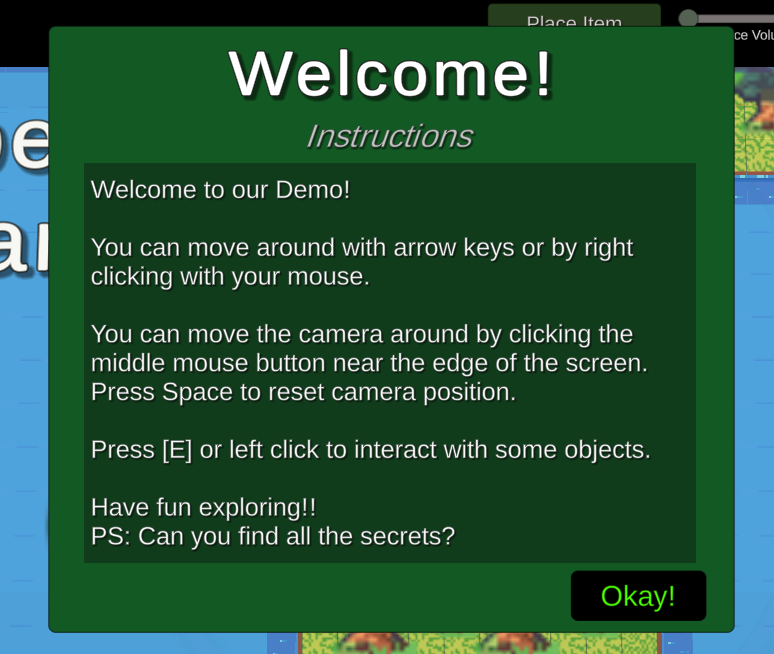 Place Item
Welcome!
Instructions
Welcome to our Demo!
You can move around with arrow keys or by right
clicking with your mouse.
You can move the camera around by clicking the
middle mouse button near the edge of the screen.
Press Space to reset camera position.
Press [E] or left click to interact with some objects.
Have fun exploring!!
PS: Can you find all the secrets?
Okay!